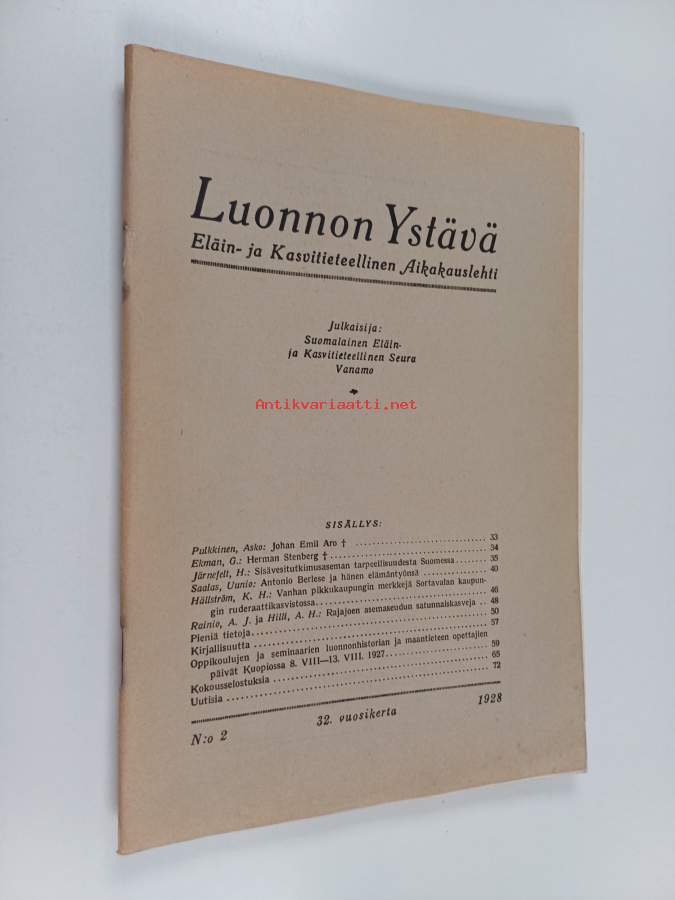 Luonnon Ystävä
Eläin- ja Kasvitieteellinen Aikakauslehti
Julkaisija:
Suomalainen Eläin-
ja Kasvitieteellinen Seura
Vanamo
Antikvariaatti.net
SISÄLLYS:
Pulkkinen, Asko: Johan Emil Aro † ........ 33
Ekman, G.: Herman Stenberg † ........ 34
Järnefelt, H.: Sisävesitutkimusaseman tarpeellisuudesta Suomessa ........ 35
Saalas, Uunio: Antonio Berlese ja hänen elämäntyönsä ........ 40
Hällström, K. H.: Vanhan pikkukaupungin merkkejä Sortavalan kaupun-
gin ruderaattikasvistossa ........ 46
Rainio, A. J. ja Hilli, A. H.: Rajajoen asemaseudun satunnaiskasveja .. 48
Pieniä tietoja ........ 50
Kirjallisuutta ........ 57
Oppikoulujen ja seminaarien luonnonhistorian ja maantieteen opettajien
päivät Kuopiossa 8. VIII—13. VIII. 1927 ........ 59
Kokousselostuksia ........ 65
Uutisia ........ 72
N:o 2 32. vuosikerta 1928